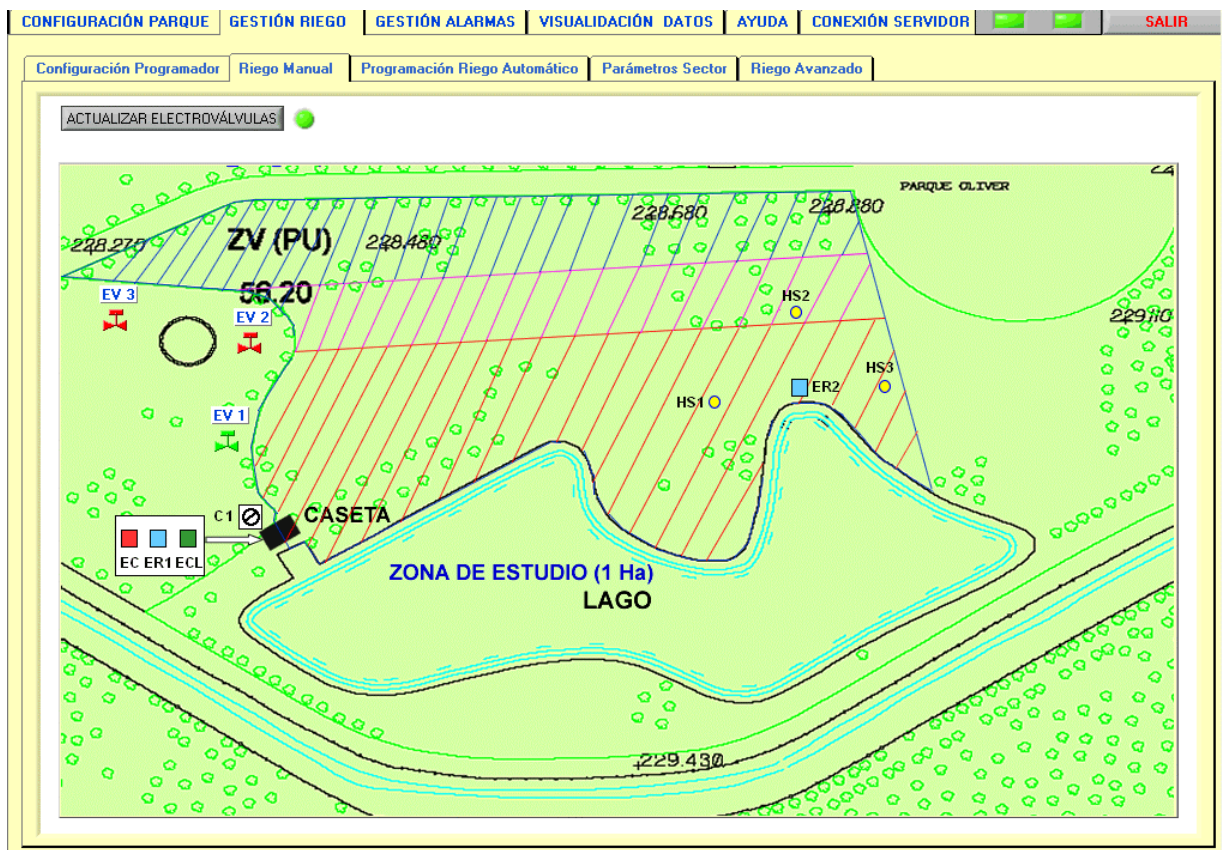 CONFIGURACIÓN PARQUE GESTIÓN RIEGO GESTIÓN ALARMAS VISUALIDACIÓN DATOS AYUDA CONEXIÓN SERVIDOR SALIR
Configuración Programador Riego Manual Programación Riego Automático Parámetros Sector Riego Avanzado
ACTUALIZAR ELECTROVÁLVULAS
PARQUE OLIVER
228.680 228.880
228.270 ZV (PU) 228.480
56.20
EV 3
HS2
EV 2
229.110
HS3
ER2
HS1
EV 1
C1 CASETA
EC ER1 ECL
ZONA DE ESTUDIO (1 Ha)
LAGO
229.430